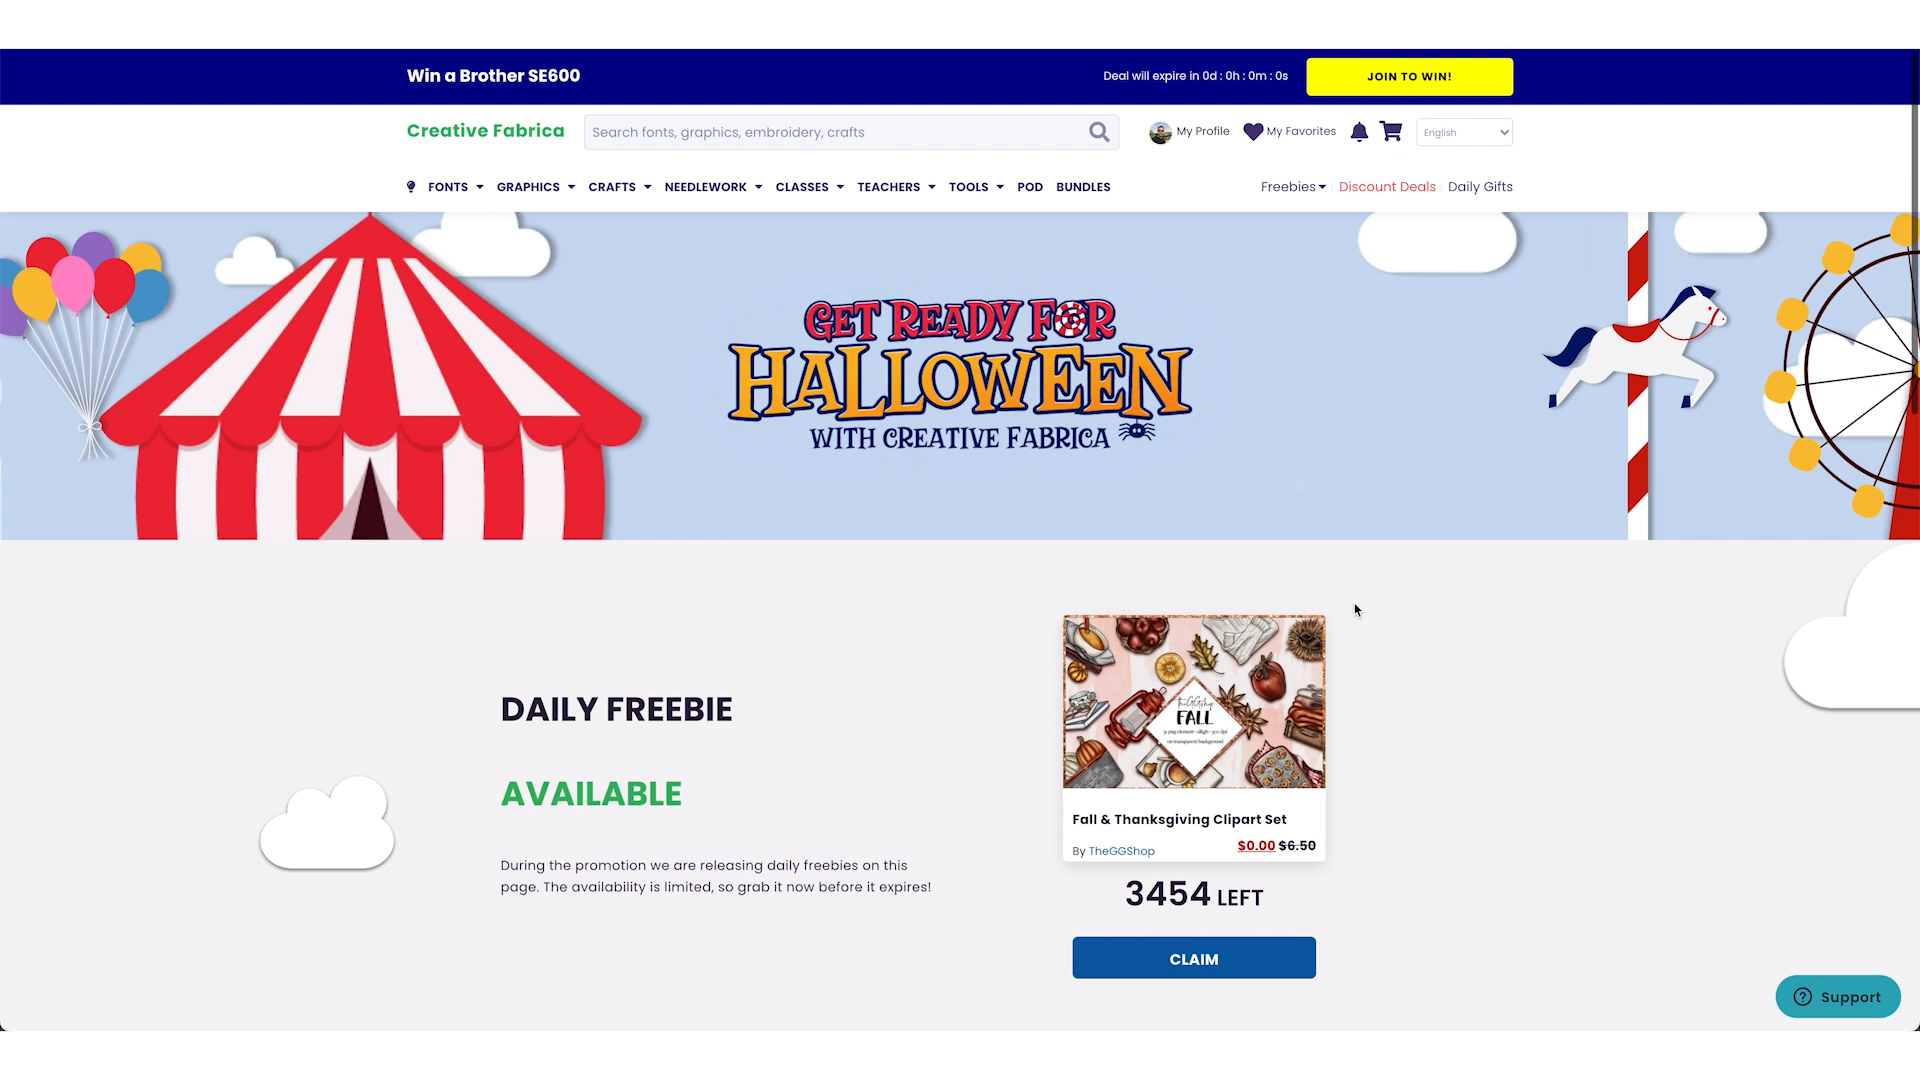 Win a Brother SE600
Deal will expire in 0d : 0h : 0m : 0s
JOIN TO WIN!
Creative Fabrica
Search fonts, graphics, embroidery, crafts
My Profile
My Favorites
English
FONTS
GRAPHICS
CRAFTS
NEEDLEWORK
CLASSES
TEACHERS
TOOLS
POD
BUNDLES
Freebies
Discount Deals
Daily Gifts
GET READY FOR
HALLOWEEN
WITH CREATIVE FABRICA
DAILY FREEBIE
AVAILABLE
During the promotion we are releasing daily freebies on this
page. The availability is limited, so grab it now before it expires!
TheGGshop
FALL
on transparent background
Fall & Thanksgiving Clipart Set
By TheGGShop
$0.00 $6.50
3454 LEFT
CLAIM
Support